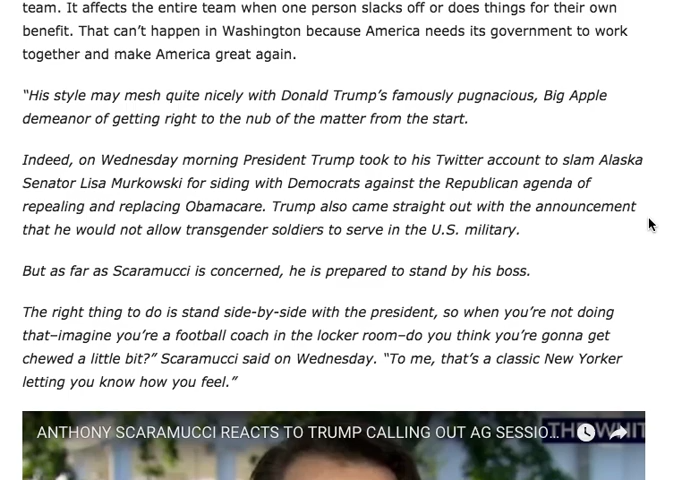 team. It affects the entire team when one person slacks off or does things for their own
benefit. That can’t happen in Washington because America needs its government to work
together and make America great again.
“His style may mesh quite nicely with Donald Trump’s famously pugnacious, Big Apple
demeanor of getting right to the nub of the matter from the start.
Indeed, on Wednesday morning President Trump took to his Twitter account to slam Alaska
Senator Lisa Murkowski for siding with Democrats against the Republican agenda of
repealing and replacing Obamacare. Trump also came straight out with the announcement
that he would not allow transgender soldiers to serve in the U.S. military.
But as far as Scaramucci is concerned, he is prepared to stand by his boss.
The right thing to do is stand side-by-side with the president, so when you’re not doing
that–imagine you’re a football coach in the locker room–do you think you’re gonna get
chewed a little bit?” Scaramucci said on Wednesday. “To me, that’s a classic New Yorker
letting you know how you feel.”
ANTHONY SCARAMUCCI REACTS TO TRUMP CALLING OUT AG SESSIO...